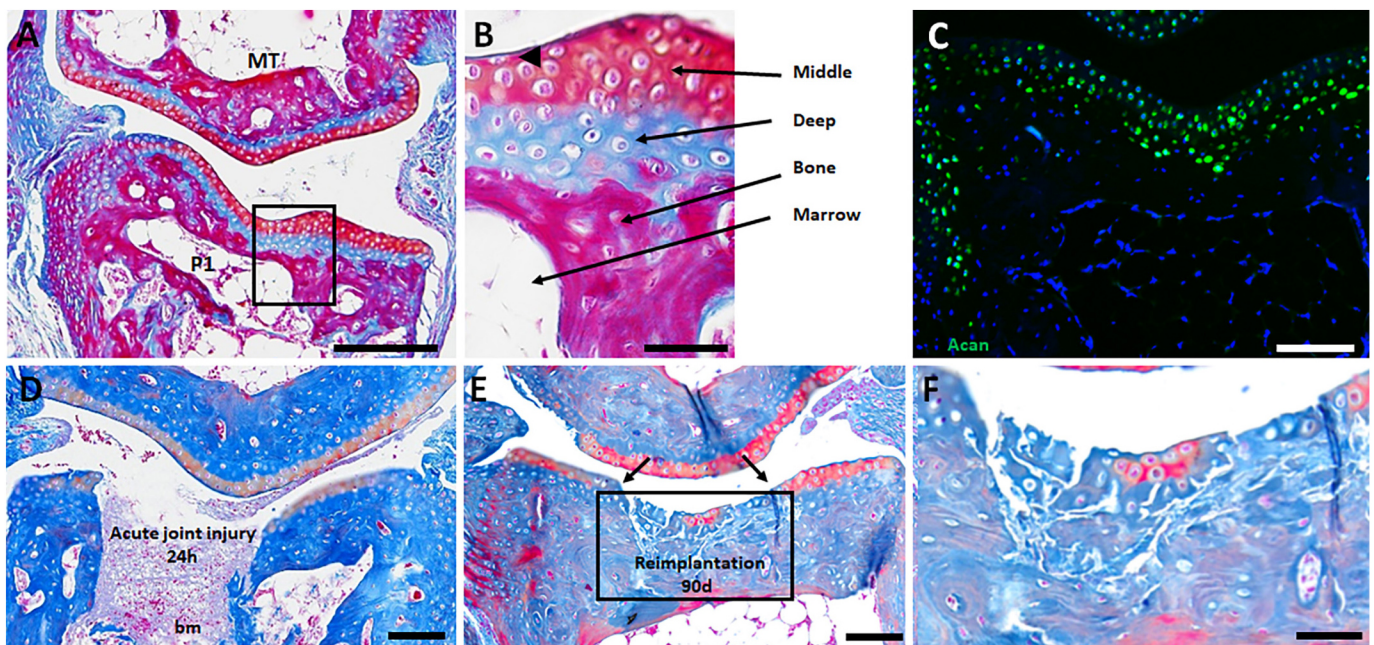 A
MT
P1
B
Middle
Deep
Bone
Marrow
C
Acan
D
Acute joint injury
24h
bm
E
Reimplantation
90d
F